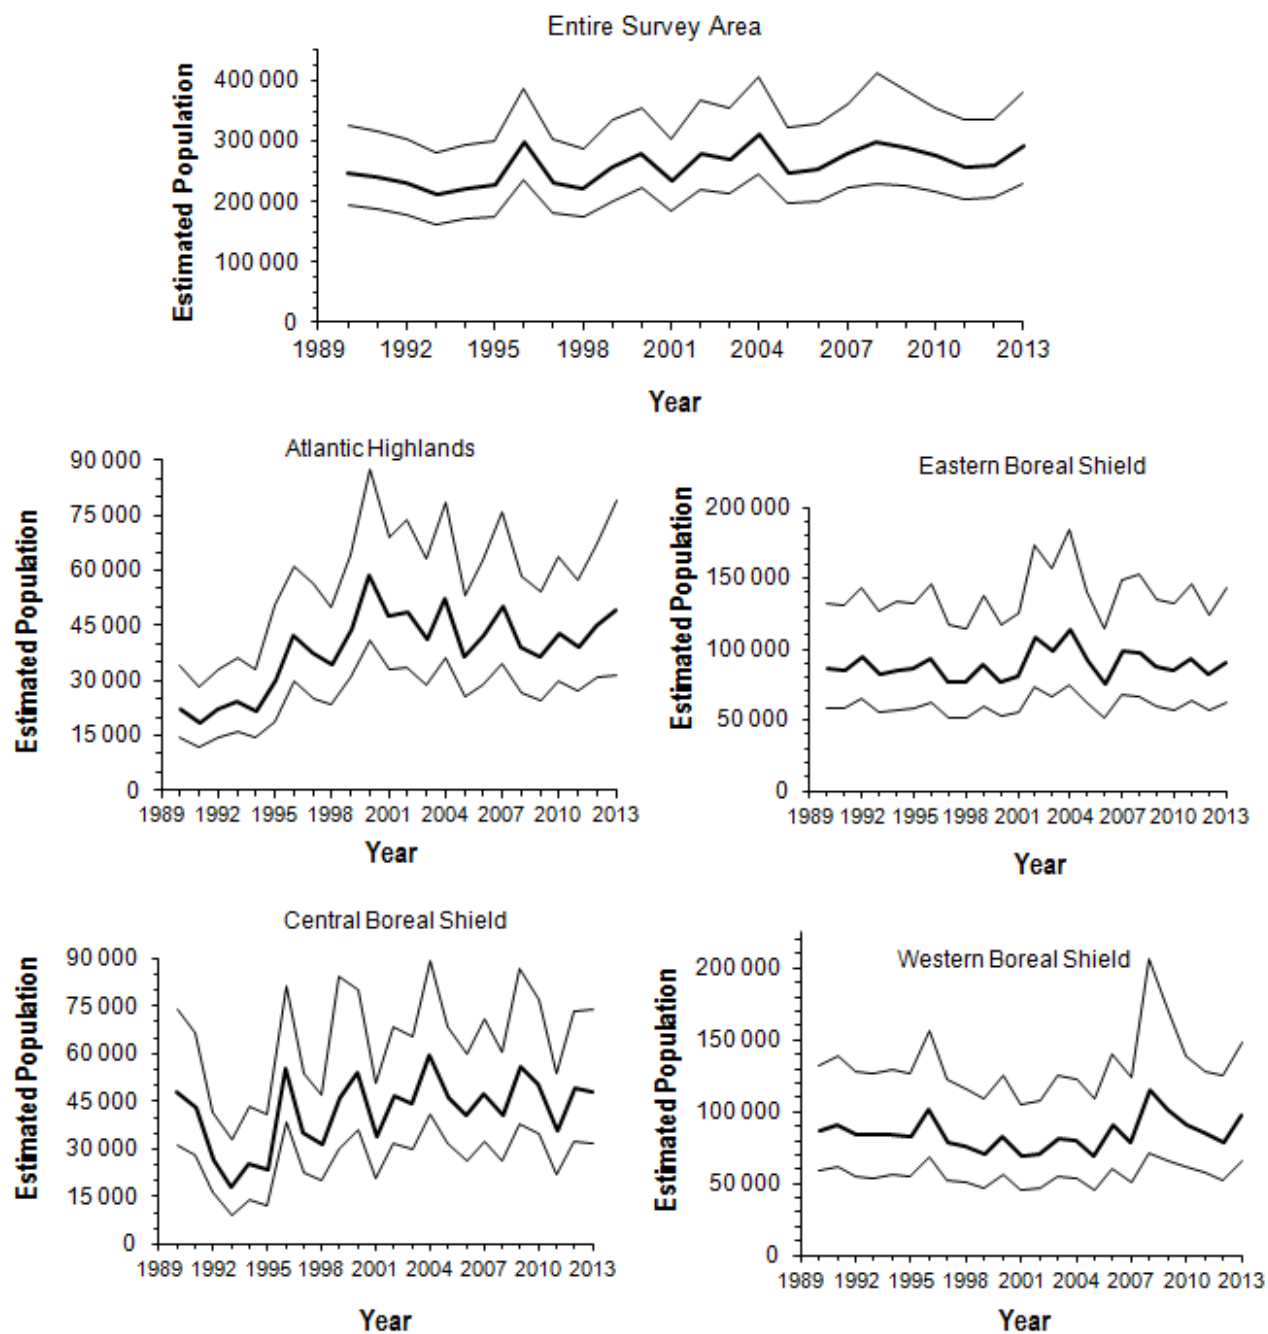 Entire Survey Area
Estimated Population
400 000
300 000
200 000
100 000
0
1989 1992 1995 1998 2001 2004 2007 2010 2013
Year
Atlantic Highlands
Estimated Population
90 000
75 000
60 000
45 000
30 000
15 000
0
1989 1992 1995 1998 2001 2004 2007 2010 2013
Year
Eastern Boreal Shield
Estimated Population
200 000
150 000
100 000
50 000
0
1989 1992 1995 1998 2001 2004 2007 2010 2013
Year
Central Boreal Shield
Estimated Population
90 000
75 000
60 000
45 000
30 000
15 000
0
1989 1992 1995 1998 2001 2004 2007 2010 2013
Year
Western Boreal Shield
Estimated Population
200 000
150 000
100 000
50 000
0
1989 1992 1995 1998 2001 2004 2007 2010 2013
Year